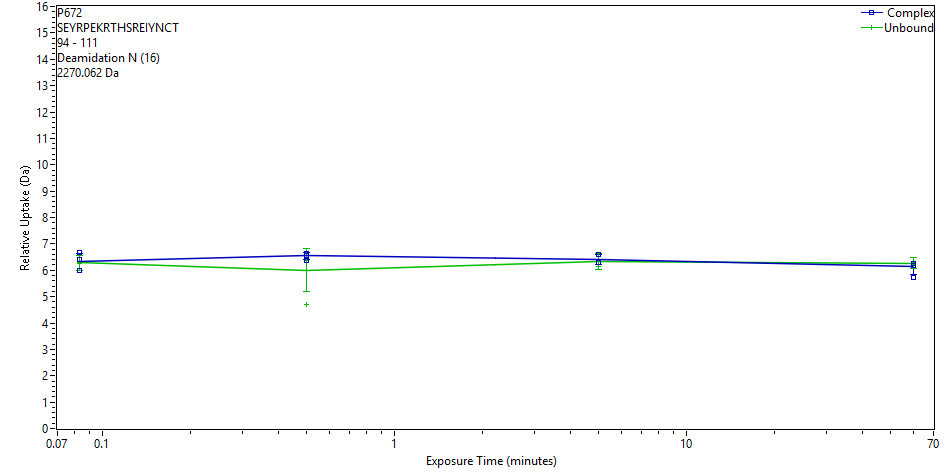 P672
SEYRPEKRTHSREIYNCT
94 - 111
Deamidation N (16)
2270.062 Da
Complex
Unbound
Relative Uptake (Da)
16
15
14
13
12
11
10
9
8
7
6
5
4
3
2
1
0
0.07
0.1
1
10
70
Exposure Time (minutes)